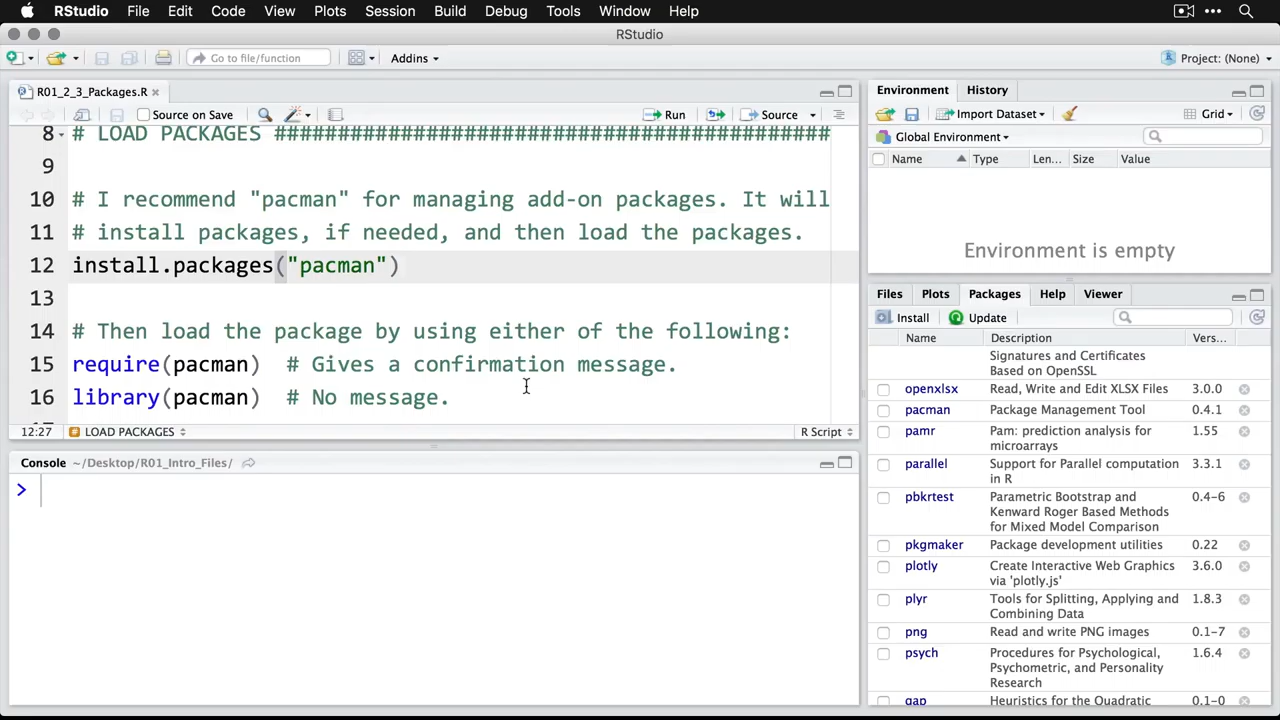 RStudio File Edit Code View Plots Session Build Debug Tools Window Help
RStudio
Go to file/function Addins Project: (None)
R01_2_3_Packages.R
Source on Save Run Source
8 # LOAD PACKAGES ############################################
9
10 # I recommend "pacman" for managing add-on packages. It will
11 # install packages, if needed, and then load the packages.
12 install.packages("pacman")
13
14 # Then load the package by using either of the following:
15 require(pacman) # Gives a confirmation message.
16 library(pacman) # No message.
12:27 LOAD PACKAGES R Script
Console ~/Desktop/R01_Intro_Files/
>
Environment History
Import Dataset Grid
Global Environment
Name Type Len... Size Value
Environment is empty
Files Plots Packages Help Viewer
Install Update
Name Description Vers...
Signatures and Certificates
Based on OpenSSL
openxlsx Read, Write and Edit XLSX Files 3.0.0
pacman Package Management Tool 0.4.1
pamr Pam: prediction analysis for 1.55
microarrays
parallel Support for Parallel computation 3.3.1
in R
pbkrtest Parametric Bootstrap and 0.4-6
Kenward Roger Based Methods
for Mixed Model Comparison
pkgmaker Package development utilities 0.22
plotly Create Interactive Web Graphics 3.6.0
via 'plotly.js'
plyr Tools for Splitting, Applying and 1.8.3
Combining Data
png Read and write PNG images 0.1-7
psych Procedures for Psychological, 1.6.4
Psychometric, and Personality
Research
qap Heuristics for the Quadratic 0.1-0